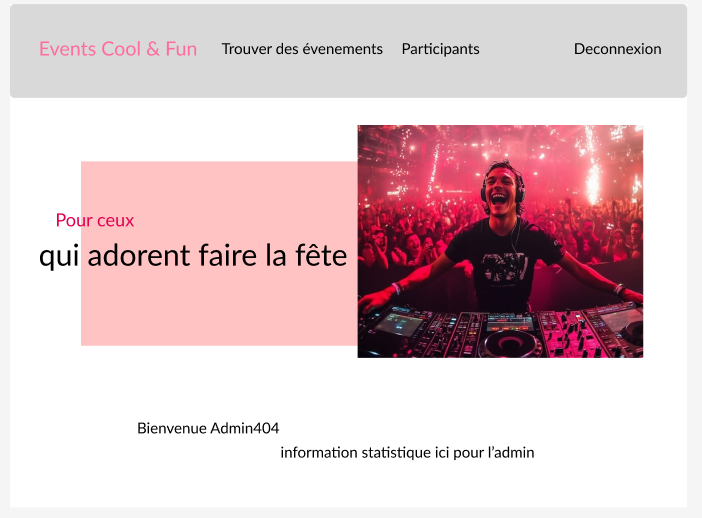 Events Cool & Fun Trouver des évenements Participants Deconnexion
Pour ceux
qui adorent faire la fête
Bienvenue Admin404
information statistique ici pour l’admin